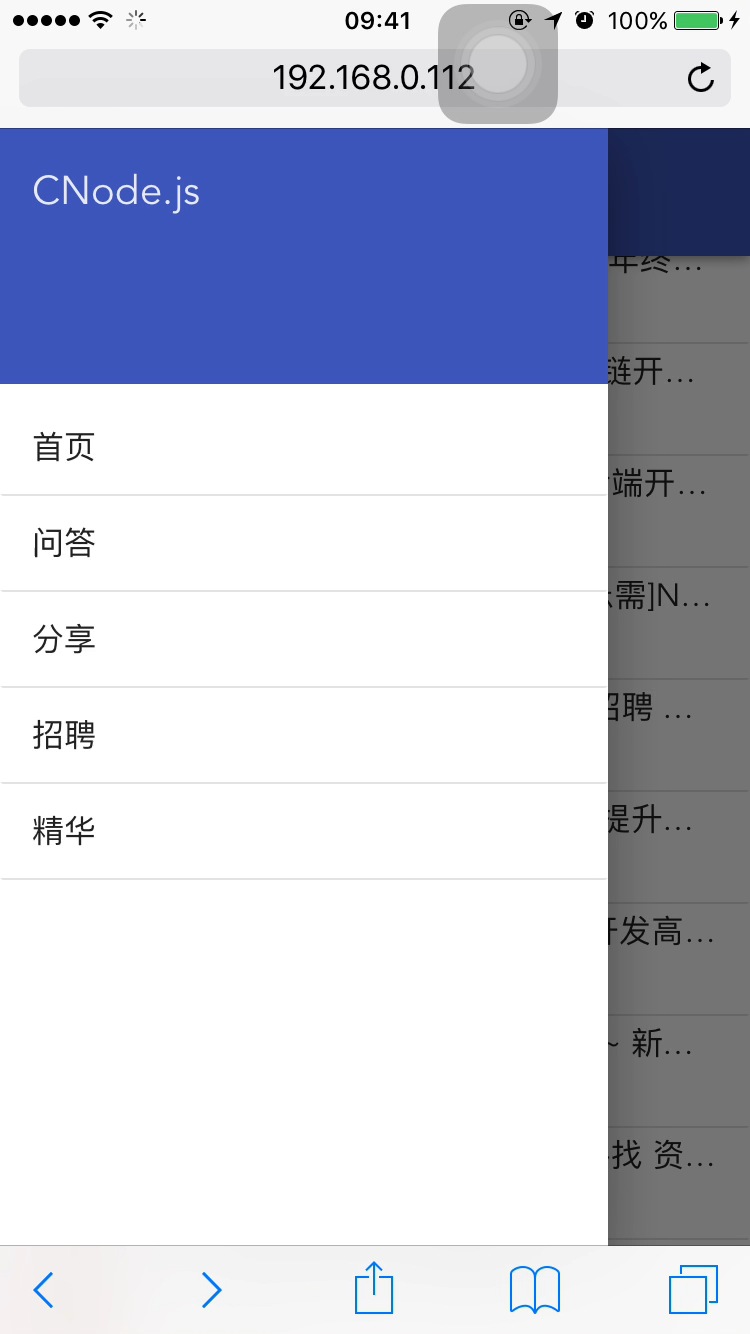 09:41
100%
192.168.0.112
CNode.js
年终…
链开…
首页
端开…
问答
需]N…
分享
招聘 …
招聘
提升…
精华
开发高…
~ 新…
找 资…